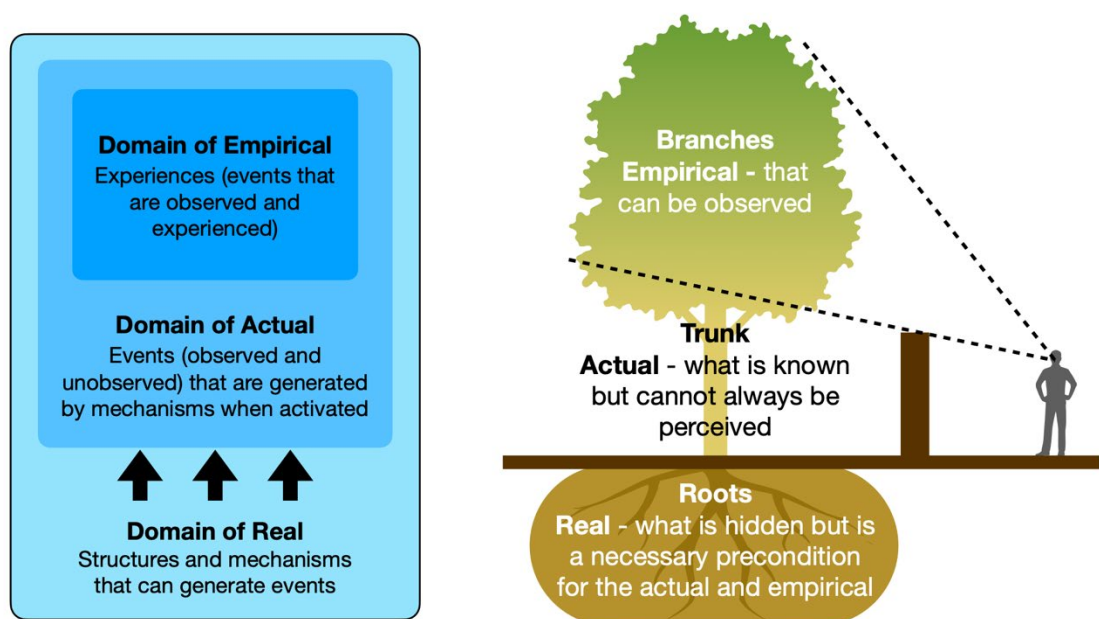 Domain of Empirical
Experiences (events that
are observed and
experienced)
Domain of Actual
Events (observed and
unobserved) that are generated
by mechanisms when activated
Domain of Real
Structures and mechanisms
that can generate events
Branches
Empirical - that
can be observed
Trunk
Actual - what is known
but cannot always be
perceived
Roots
Real - what is hidden but is
a necessary precondition
for the actual and empirical